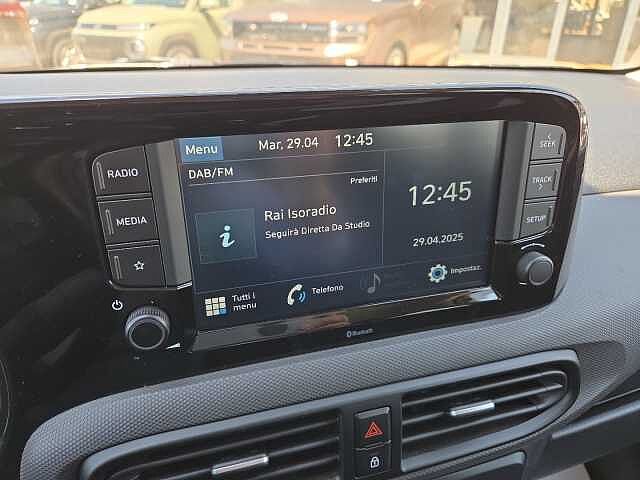 Menu Mar, 29.04 12:45
DAB/FM
Preferiti
Rai Isoradio
Seguirà Diretta Da Studio
12:45
29.04.2025
Tutti i menu
Telefono
Impostaz.
RADIO
MEDIA
SEEK
TRACK
SETUP
Bluetooth